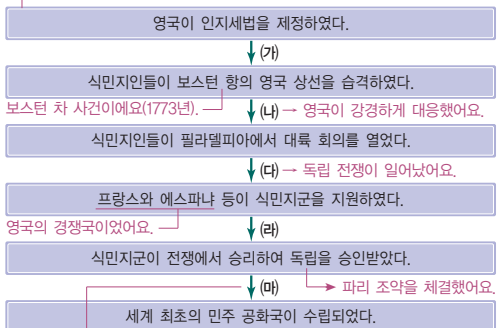 영국이 인지세법을 제정하였다.
(가)
식민지인들이 보스턴 항의 영국 상선을 습격하였다.
보스턴 차 사건이에요(1773년).
(나) → 영국이 강경하게 대응했어요.
식민지인들이 필라델피아에서 대륙 회의를 열었다.
(다) → 독립 전쟁이 일어났어요.
프랑스와 에스파냐 등이 식민지군을 지원하였다.
영국의 경쟁국이었어요.
(라)
식민지군이 전쟁에서 승리하여 독립을 승인받았다.
(마)
파리 조약을 체결했어요.
세계 최초의 민주 공화국이 수립되었다.